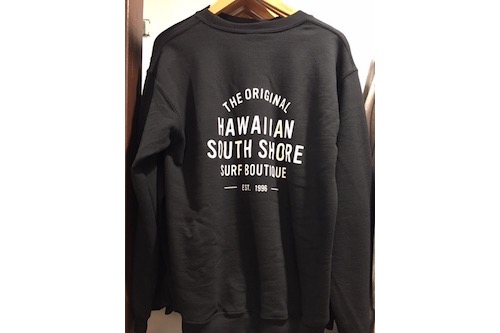 THE ORIGINAL
HAWAIIAN
SOUTH SHORE
SURF BOUTIQUE
EST. 1996